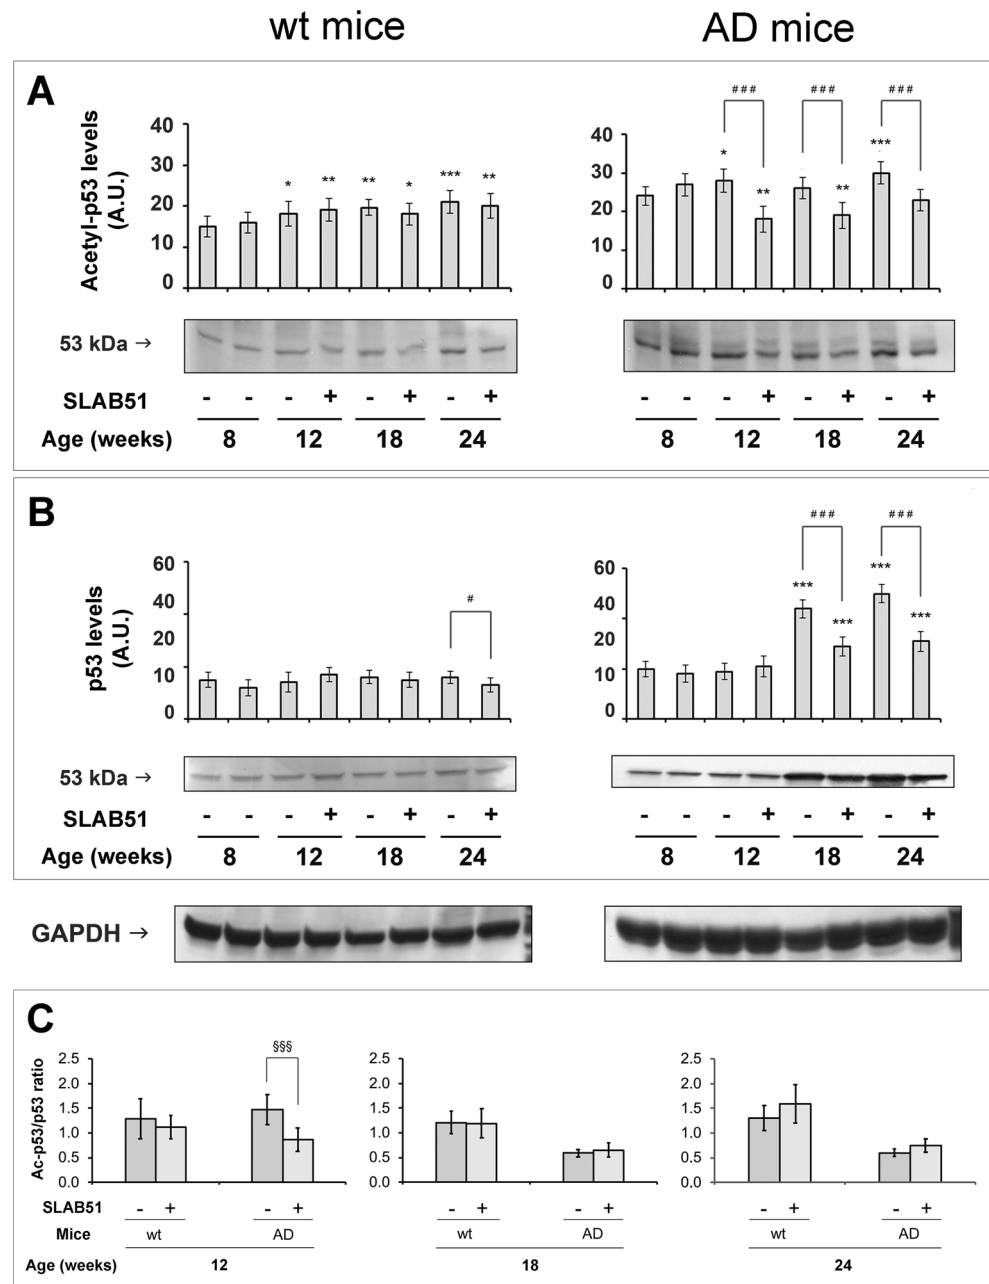 wt mice AD mice
A
Acetyl-p53 levels
(A.U.)
40
30
20
10
0
* ** ** * *** **
40
30
20
10
0
### ### ###
* ** ** ***
53 kDa →
SLAB51 - - - + - + - + - - - + - + - +
Age (weeks) 8 12 18 24 8 12 18 24
B
p53 levels
(A.U.)
60
40
20
10
0
#
60
40
20
10
0
### ###
*** *** *** ***
53 kDa →
SLAB51 - - - + - + - + - - - + - + - +
Age (weeks) 8 12 18 24 8 12 18 24
GAPDH →
C
Ac-p53/p53 ratio
2.5
2.0
1.5
1.0
0.5
0.0
§§§
2.5
2.0
1.5
1.0
0.5
0.0
2.5
2.0
1.5
1.0
0.5
0.0
SLAB51 - + - + - + - + - + - +
Mice wt AD wt AD wt AD
Age (weeks) 12 18 24